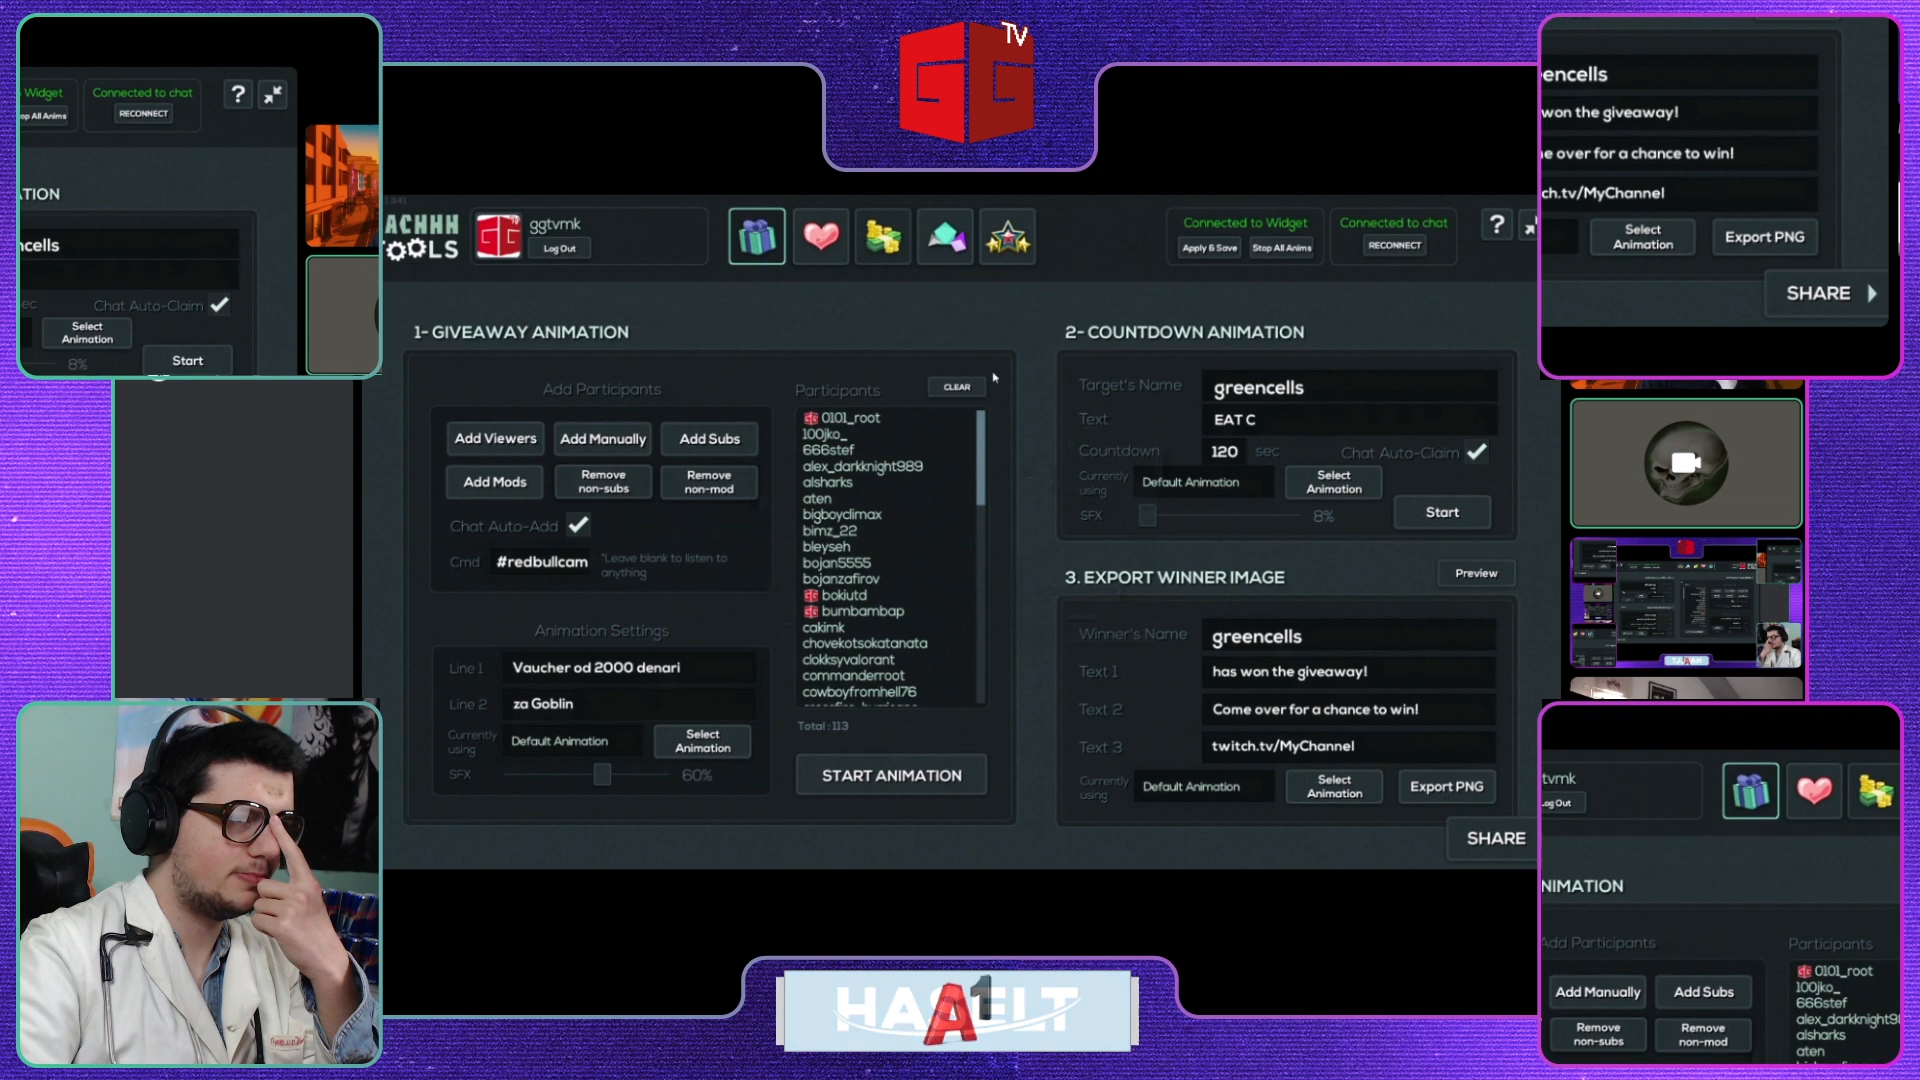 Widget
Connected to chat
op All Anims
RECONNECT
?
ATION
ncells
Chat Auto-Claim
Select
Animation
8%
Start
TV
ACHHH
TOOLS
ggtvmk
Log Out
Connected to Widget
Apply & Save
Stop All Anims
Connected to chat
RECONNECT
?
1- GIVEAWAY ANIMATION
Add Participants
Add Viewers
Add Manually
Add Subs
Add Mods
Remove
non-subs
Remove
non-mod
Chat Auto-Add
Cmd
#redbullcam
*Leave blank to listen to
anything
Participants
CLEAR
0101_root
100jko_
666stef
alex_darkknight989
alsharks
aten
bigboyclimax
bimz_22
bleyseh
bojan5555
bojanzafirov
bokiutd
bumbambap
cakimk
chovekotsokatanata
clokksyvalorant
commanderroot
cowboyfromhell76
Total : 113
START ANIMATION
Animation Settings
Line 1
Vaucher od 2000 denari
Line 2
za Goblin
Currently
using
Default Animation
Select
Animation
SFX
60%
2- COUNTDOWN ANIMATION
Target's Name
greencells
Text
EAT C
Countdown
120
sec
Chat Auto-Claim
Currently
using
Default Animation
Select
Animation
SFX
8%
Start
3. EXPORT WINNER IMAGE
Preview
Winner's Name
greencells
Text 1
has won the giveaway!
Text 2
Come over for a chance to win!
Text 3
twitch.tv/MyChannel
Currently
using
Default Animation
Select
Animation
Export PNG
SHARE
eencells
won the giveaway!
e over for a chance to win!
ch.tv/MyChannel
Select
Animation
Export PNG
SHARE
tvmk
Log Out
NIMATION
Add Participants
Participants
Add Manually
Add Subs
Remove
non-subs
Remove
non-mod
0101_root
100jko_
666stef
alex_darkknight9
alsharks
aten
HASELT
A1